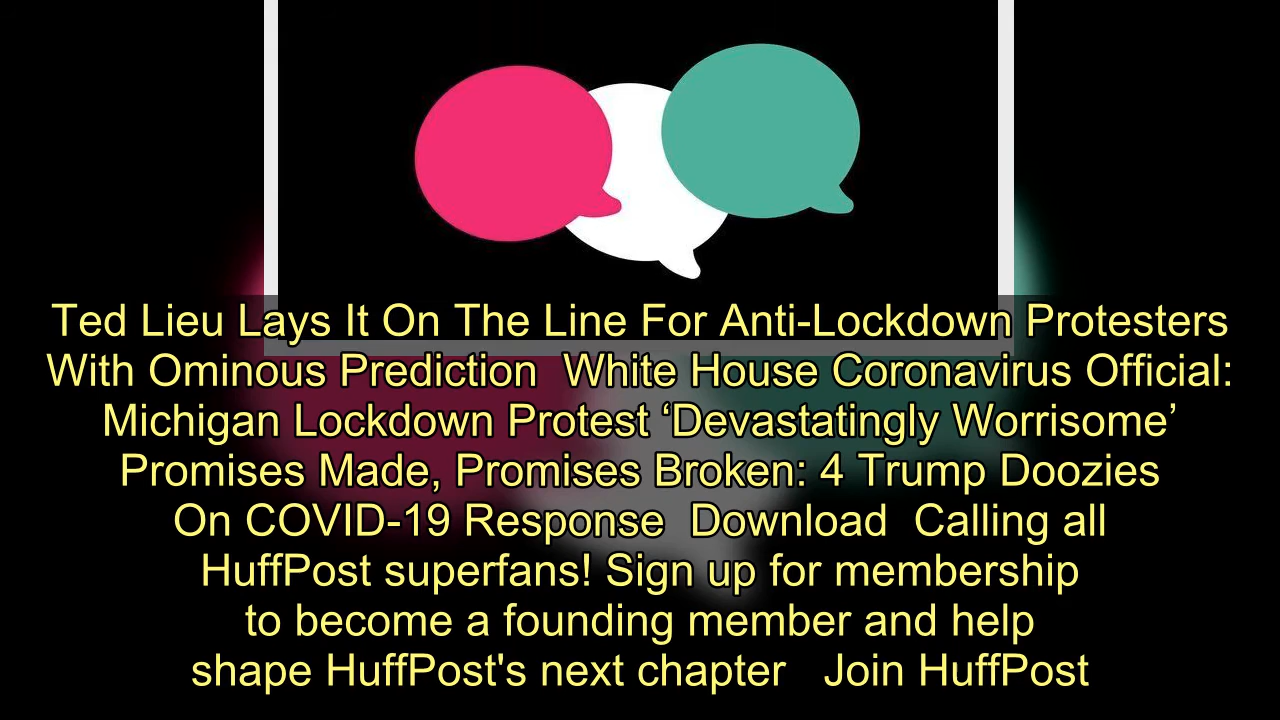 Ted Lieu Lays It On The Line For Anti-Lockdown Protesters
With Ominous Prediction  White House Coronavirus Official:
Michigan Lockdown Protest ‘Devastatingly Worrisome’
Promises Made, Promises Broken: 4 Trump Doozies
On COVID-19 Response  Download  Calling all
HuffPost superfans! Sign up for membership
to become a founding member and help
shape HuffPost's next chapter   Join HuffPost